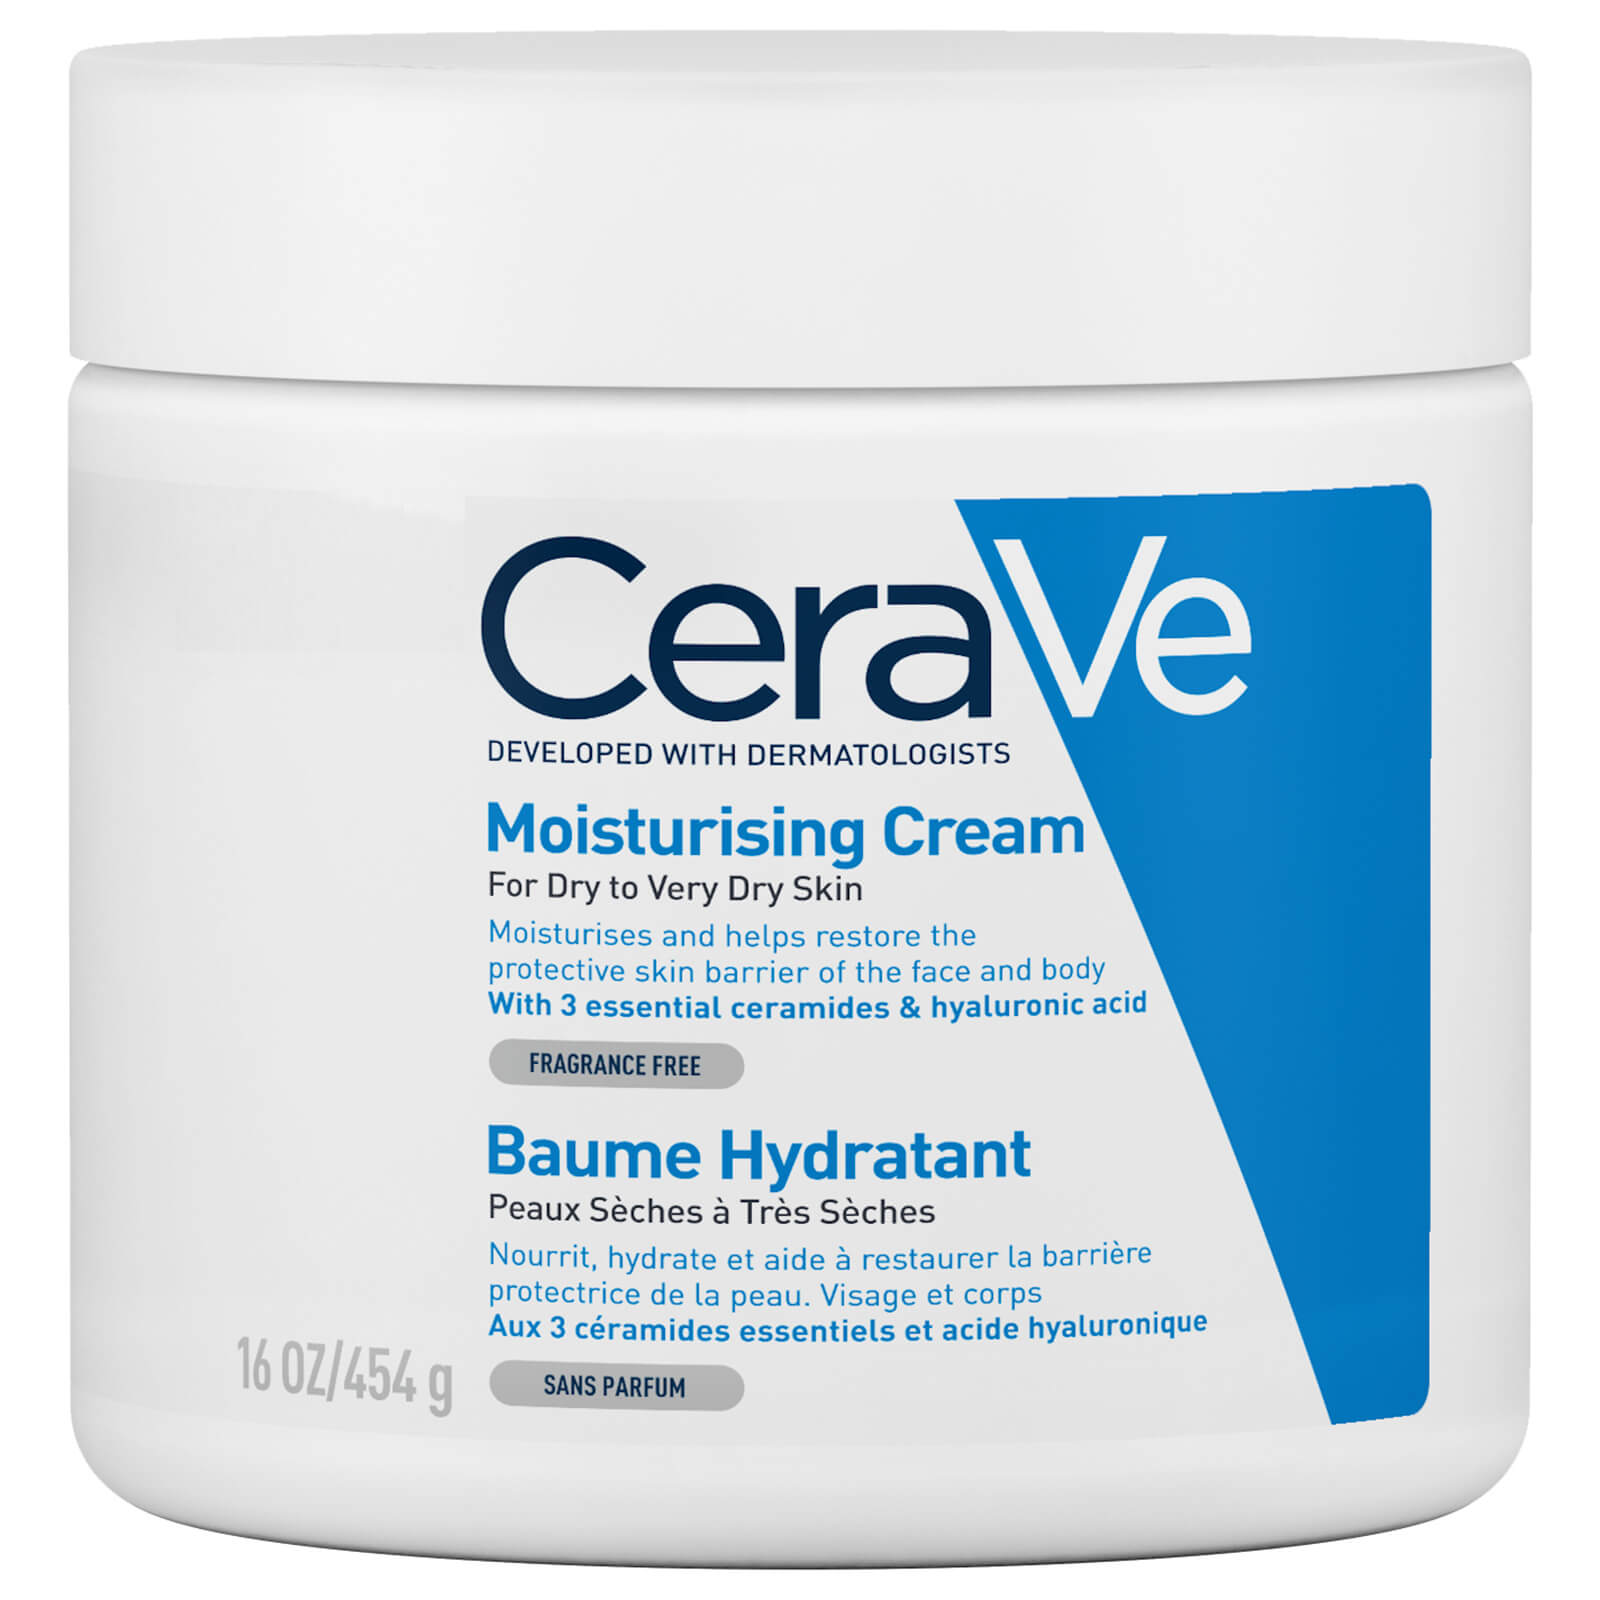 CeraVe
DEVELOPED WITH DERMATOLOGISTS
Moisturising Cream
For Dry to Very Dry Skin
Moisturises and helps restore the
protective skin barrier of the face and body
With 3 essential ceramides & hyaluronic acid
FRAGRANCE FREE
Baume Hydratant
Peaux Sèches à Très Sèches
Nourrit, hydrate et aide à restaurer la barrière
protectrice de la peau. Visage et corps
Aux 3 céramides essentiels et acide hyaluronique
SANS PARFUM
16 OZ/454 g